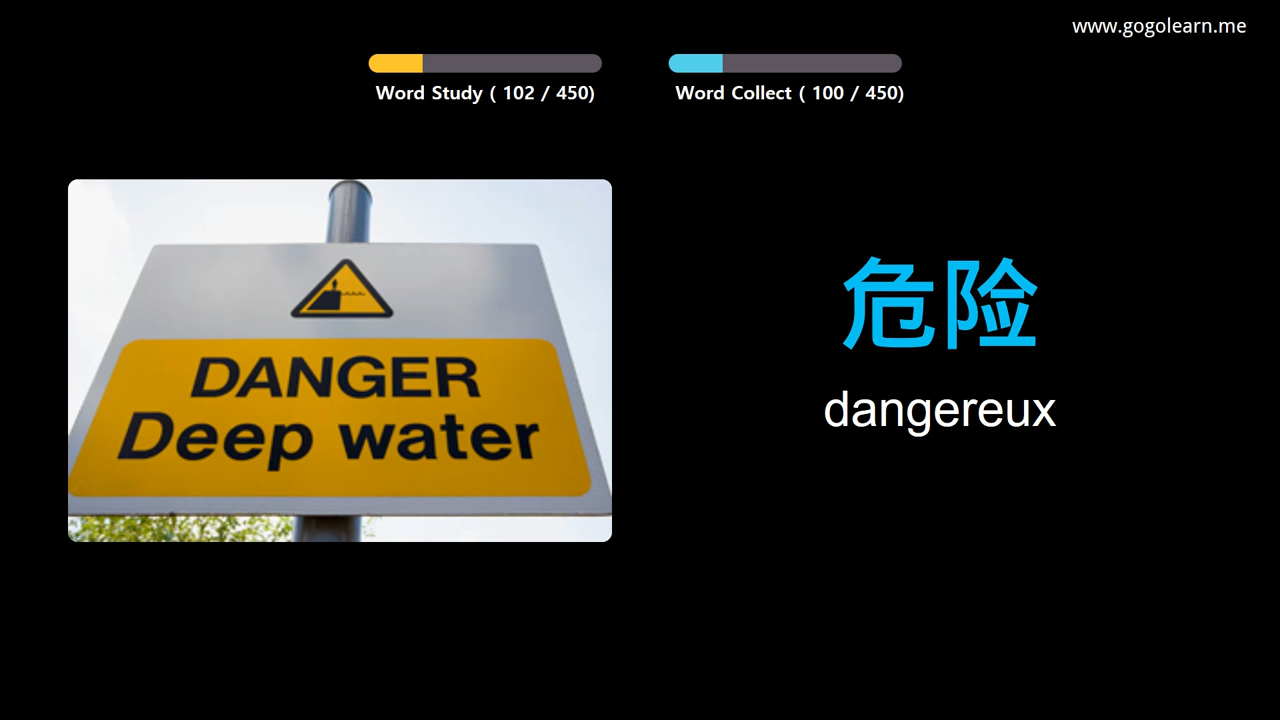 www.gogolearn.me
Word Study ( 102 / 450)
Word Collect ( 100 / 450)
DANGER
Deep water
危险
dangereux